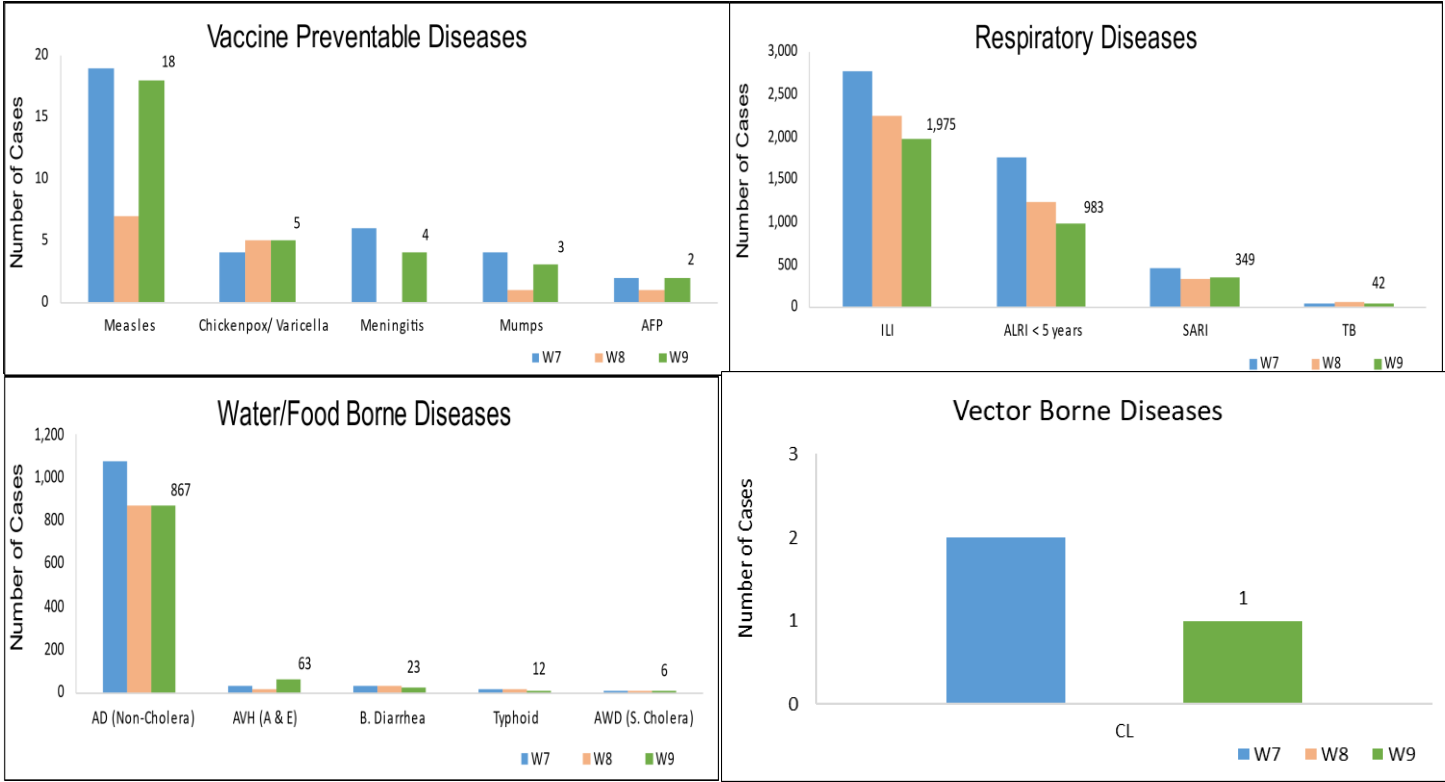 Vaccine Preventable Diseases
Number of Cases
20
15
10
5
0
18
5
4
3
2
Measles
Chickenpox/ Varicella
Meningitis
Mumps
AFP
W7 W8 W9
Respiratory Diseases
Number of Cases
3,000
2,500
2,000
1,500
1,000
500
0
1,975
983
349
42
ILI
ALRI < 5 years
SARI
TB
W7 W8 W9
Water/Food Borne Diseases
Number of Cases
1,200
1,000
800
600
400
200
0
867
63
23
12
6
AD (Non-Cholera)
AVH (A & E)
B. Diarrhea
Typhoid
AWD (S. Cholera)
W7 W8 W9
Vector Borne Diseases
Number of Cases
3
2
1
0
1
CL
W7 W8 W9